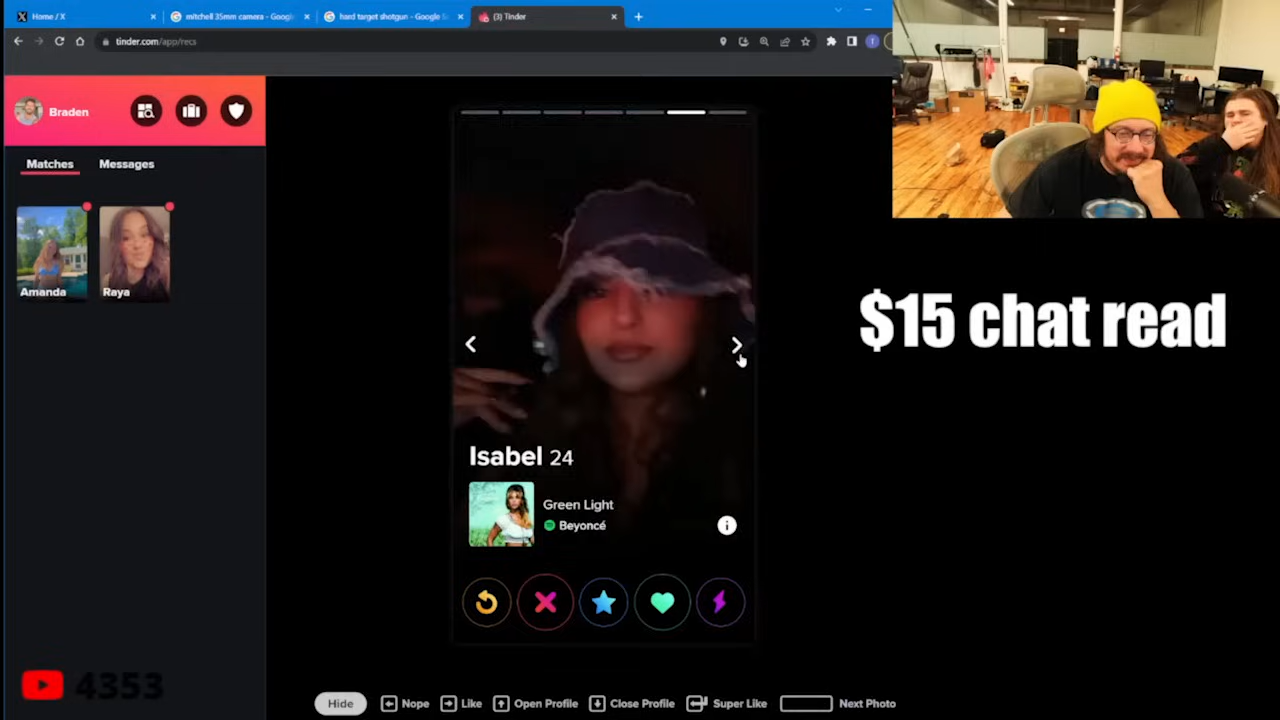 Home / X
mitchell 35mm camera - Google
hard target shotgun - Google
(3) Tinder
tinder.com/app/recs
Braden
Matches
Messages
Amanda
Raya
Isabel 24
Green Light
Beyoncé
$15 chat read
4353
Hide
Nope
Like
Open Profile
Close Profile
Super Like
Next Photo